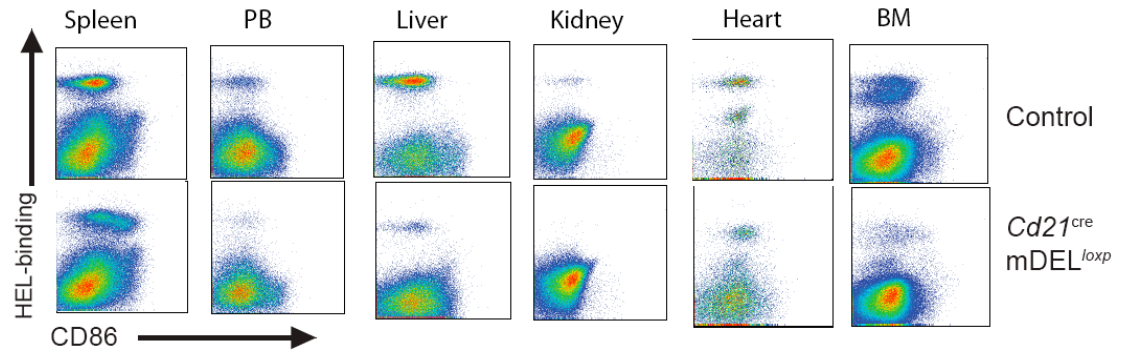 Spleen PB Liver Kidney Heart BM
HEL-binding
Control
Cd21cre
mDELloxp
CD86